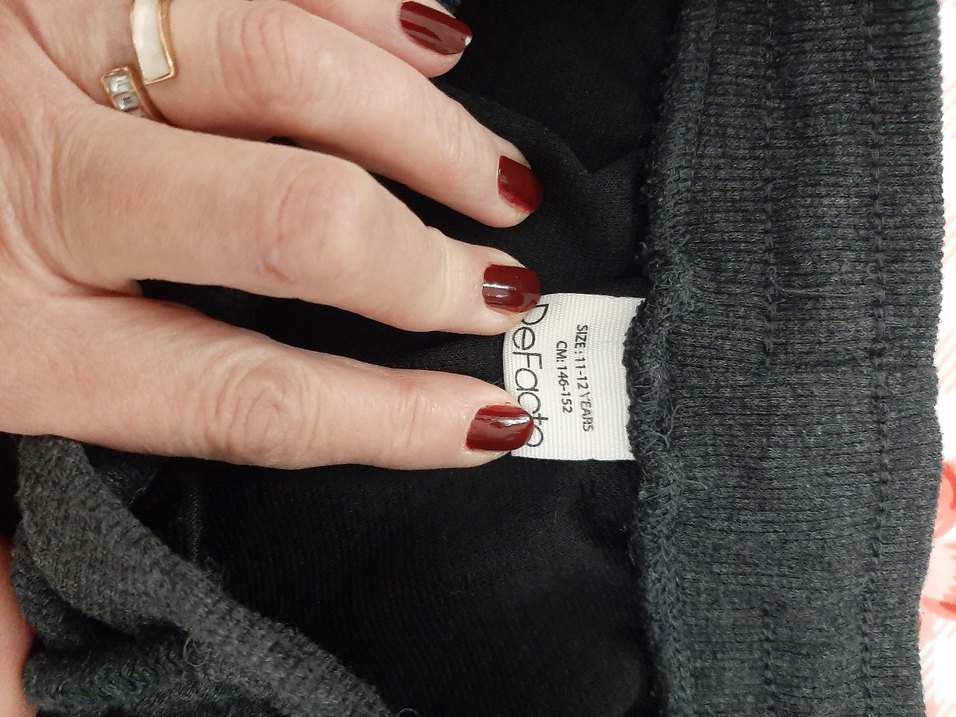 DeFacto
SIZE: 11-12 YEARS
CM: 146-152